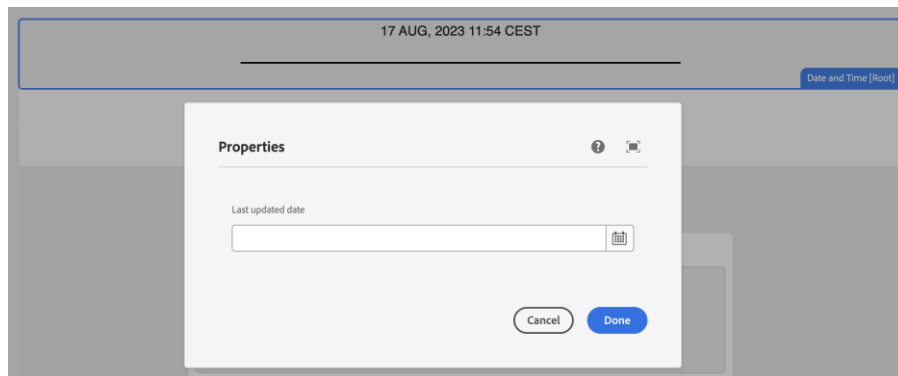 17 AUG, 2023 11:54 CEST
Date and Time [Root]
Properties
Last updated date
Cancel
Done